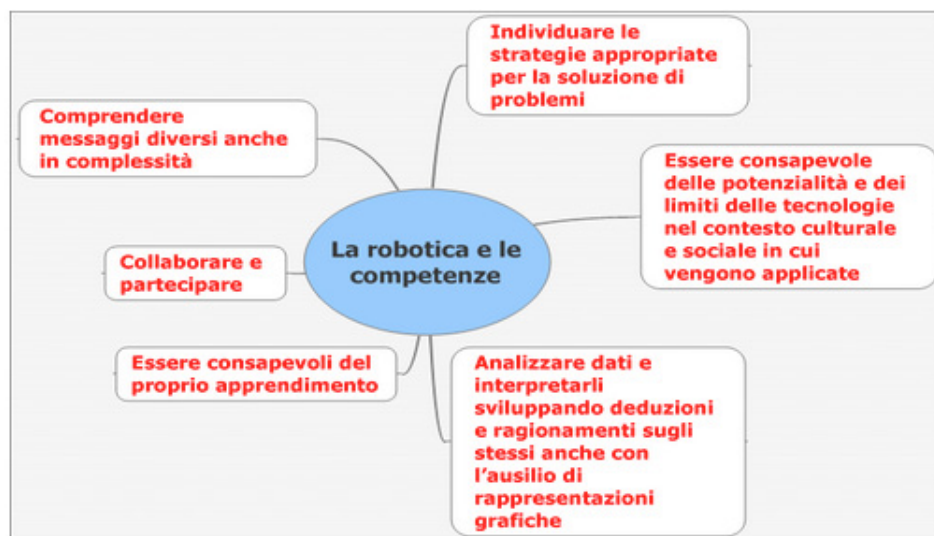 Individuare le
strategie appropriate
per la soluzione di
problemi
Comprendere
messaggi diversi anche
in complessità
Essere consapevole
delle potenzialità e dei
limiti delle tecnologie
nel contesto culturale
e sociale in cui
vengono applicate
La robotica e le
competenze
Collaborare e
partecipare
Essere consapevoli del
proprio apprendimento
Analizzare dati e
interpretarli
sviluppando deduzioni
e ragionamenti sugli
stessi anche con
l'ausilio di
rappresentazioni
grafiche